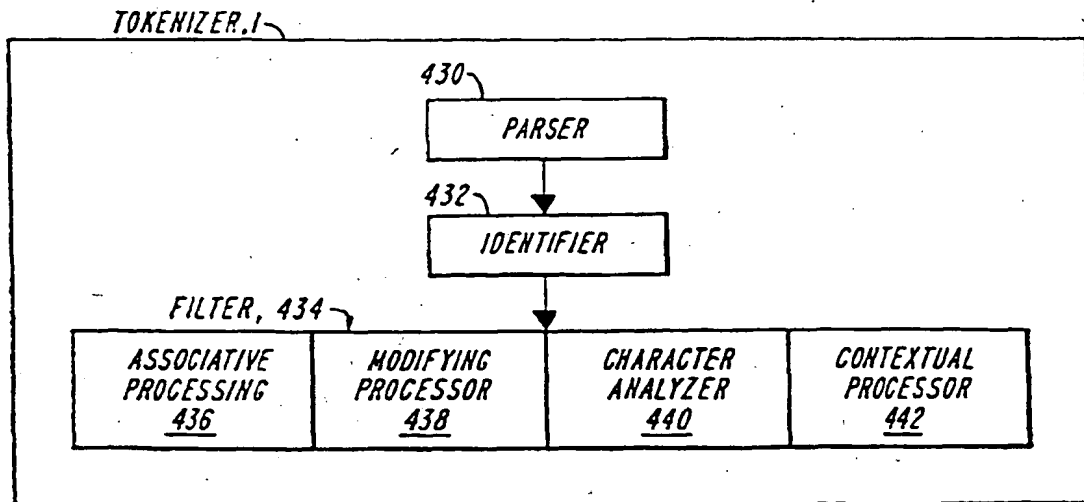 TOKENIZER,1
430
PARSER
432
IDENTIFIER
FILTER, 434
ASSOCIATIVE
PROCESSING
436
MODIFYING
PROCESSOR
438
CHARACTER
ANALYZER
440
CONTEXTUAL
PROCESSOR
442